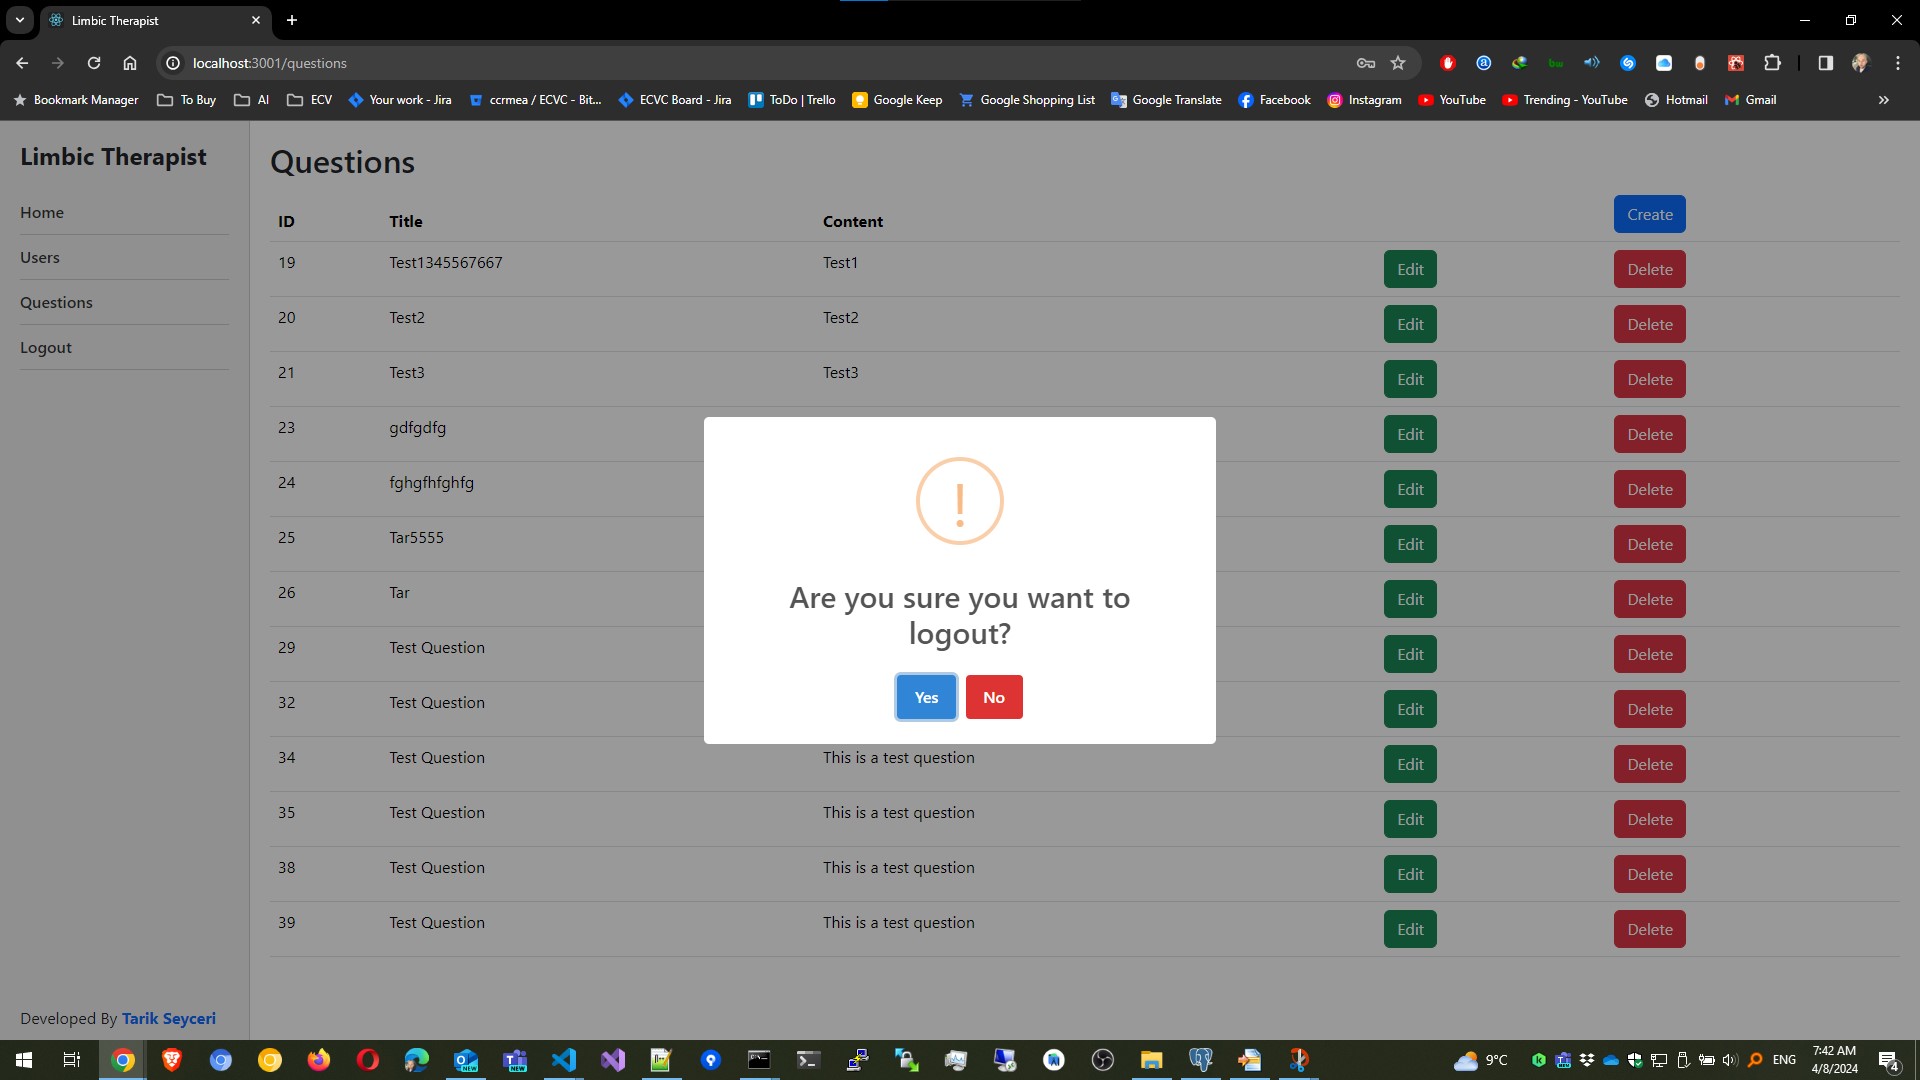 Limbic Therapist
localhost:3001/questions
Bookmark Manager To Buy AI ECV Your work - Jira ccrmea / ECVC - Bit... ECVC Board - Jira ToDo | Trello Google Keep Google Shopping List Google Translate Facebook Instagram YouTube Trending - YouTube Hotmail Gmail
Limbic Therapist
Home
Users
Questions
Logout
Developed By Tarik Seyceri
Questions
ID Title Content Create
19 Test1345567667 Test1 Edit Delete
20 Test2 Test2 Edit Delete
21 Test3 Test3 Edit Delete
23 gdfgdfg Edit Delete
24 fghgfhfghfg Edit Delete
25 Tar5555 Edit Delete
26 Tar Edit Delete
29 Test Question Edit Delete
32 Test Question Edit Delete
34 Test Question This is a test question Edit Delete
35 Test Question This is a test question Edit Delete
38 Test Question This is a test question Edit Delete
39 Test Question This is a test question Edit Delete
!
Are you sure you want to
logout?
Yes No
9°C ENG 7:42 AM
4/8/2024
4